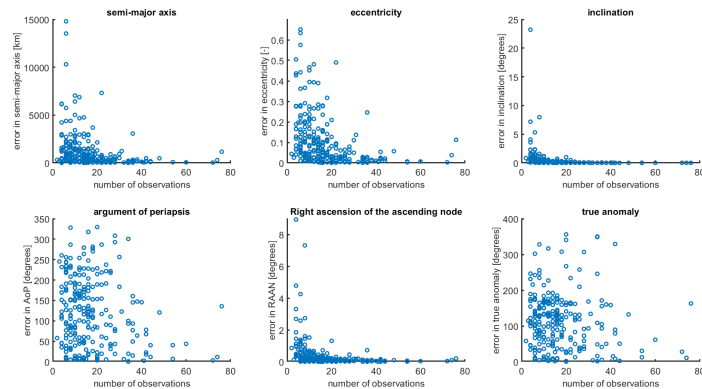 semi-major axis
error in semi-major axis [km]
15000
10000
5000
0
0 20 40 60 80
number of observations
eccentricity
error in eccentricity [-]
0.6
0.5
0.4
0.3
0.2
0.1
0
0 20 40 60 80
number of observations
inclination
error in inclination [degrees]
25
20
15
10
5
0
0 20 40 60 80
number of observations
argument of periapsis
error in AoP [degrees]
350
300
250
200
150
100
50
0
0 20 40 60 80
number of observations
Right ascension of the ascending node
error in RAAN [degrees]
8
6
4
2
0
0 20 40 60 80
number of observations
true anomaly
error in true anomaly [degrees]
400
300
200
100
0
0 20 40 60 80
number of observations